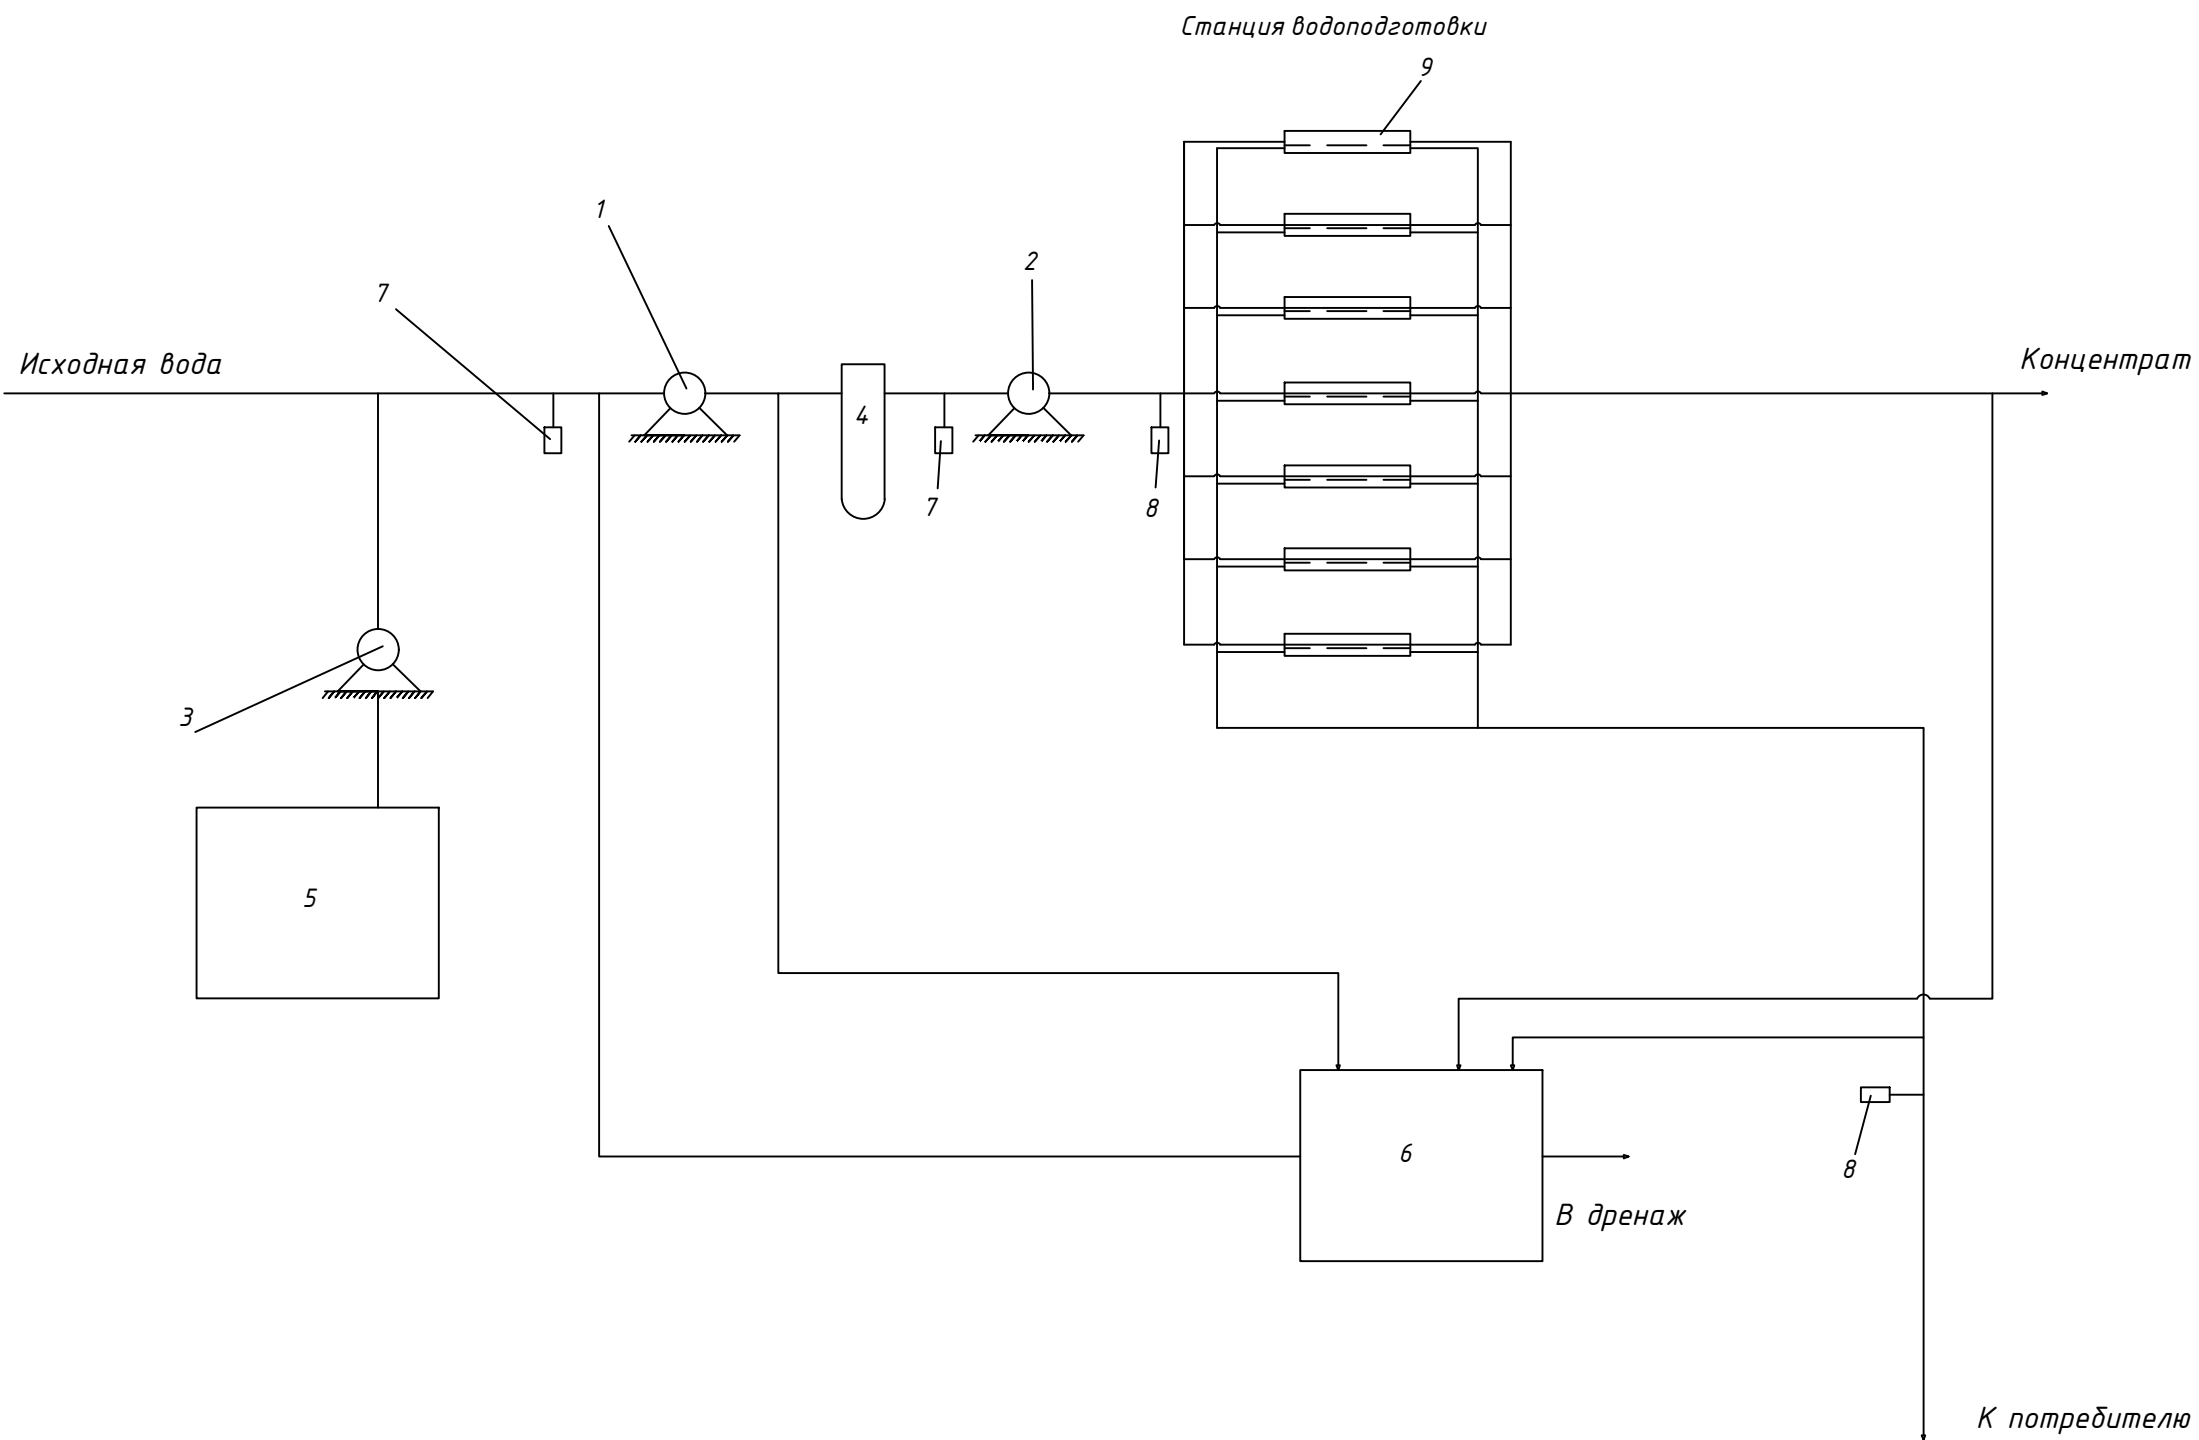 Станция водоподготовки
9
1
2
7
Исходная вода
Концентрат
4
7
8
3
5
6
8
В дренаж
К потребителю